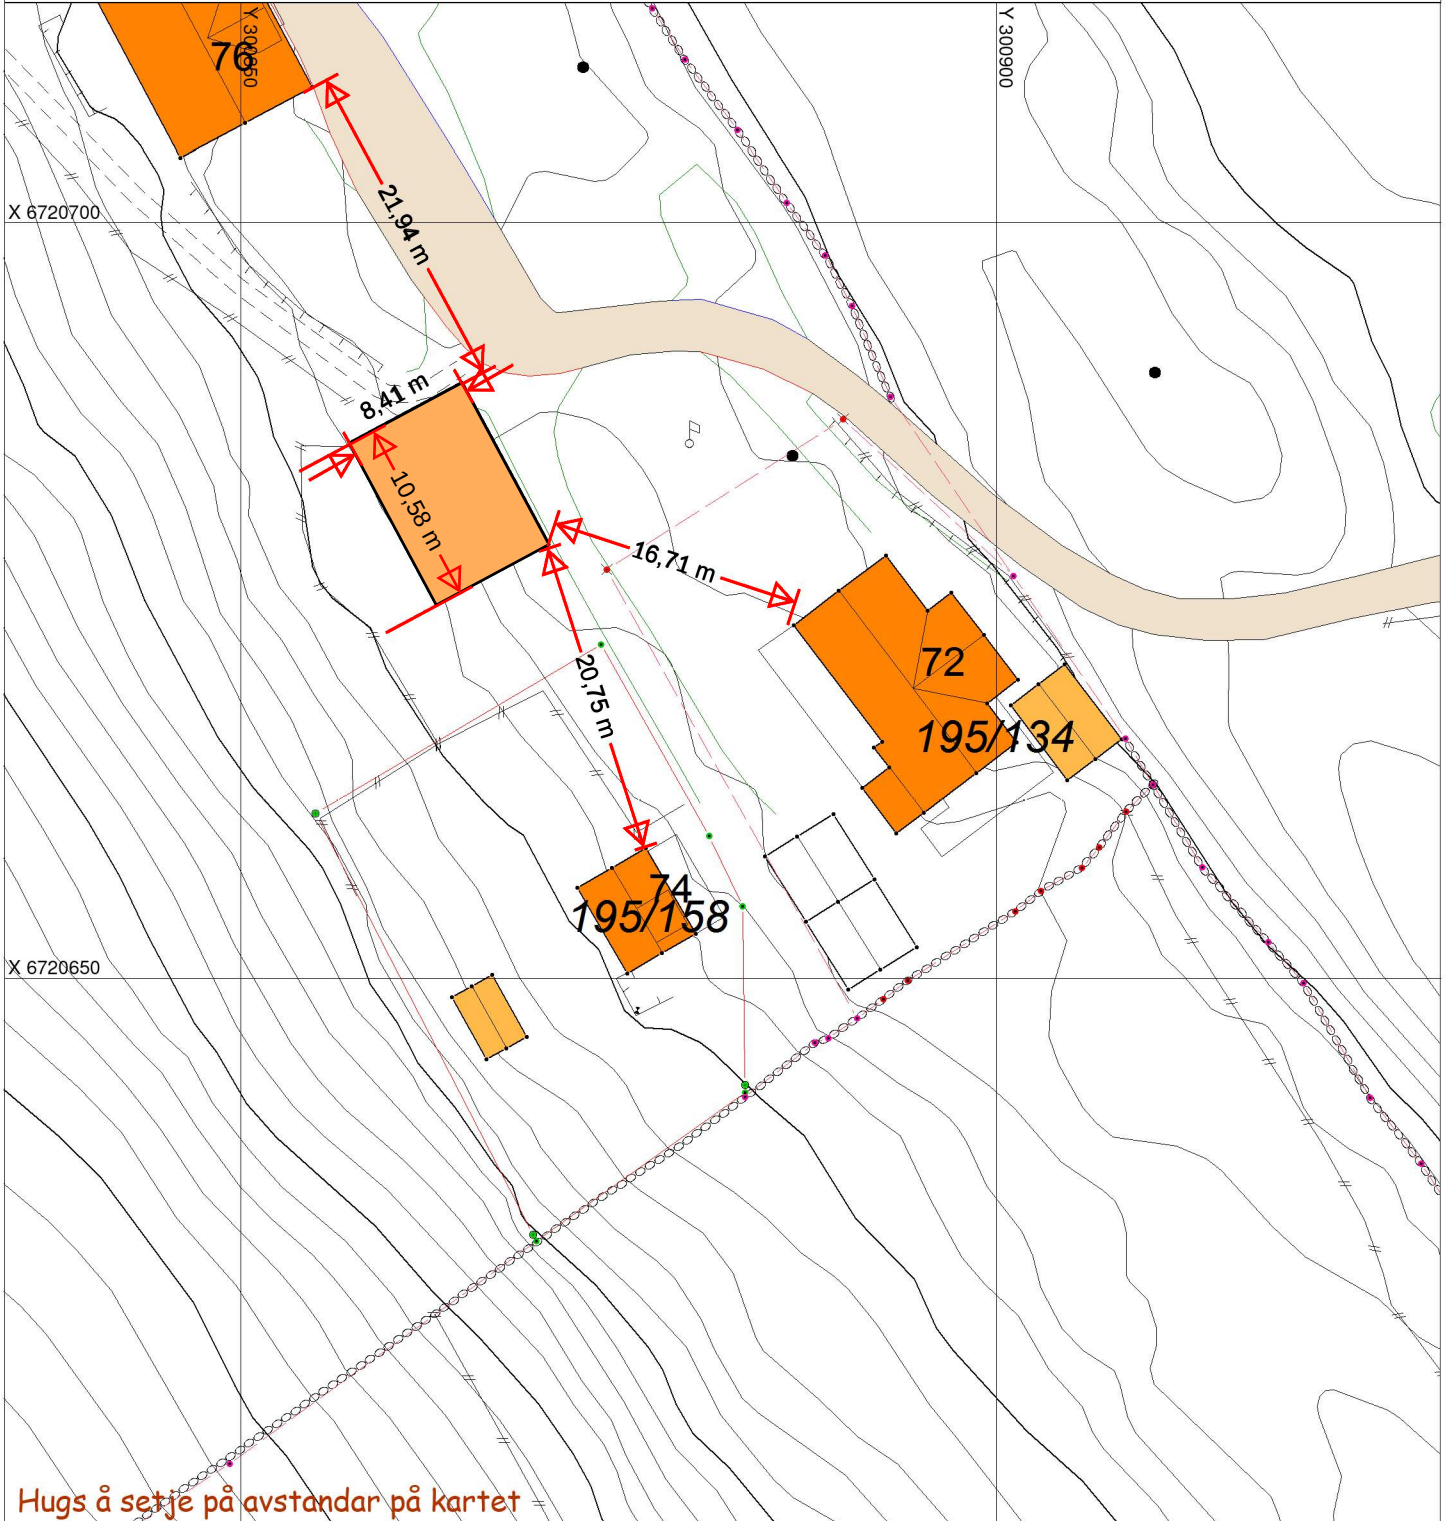 76
Y 300850
Y 300900
X 6720700
21,94 m
8,41 m
10,58 m
16,71 m
72
20,75 m
195/134
74
195/158
X 6720650
Hugs å setje på avstandar på kartet